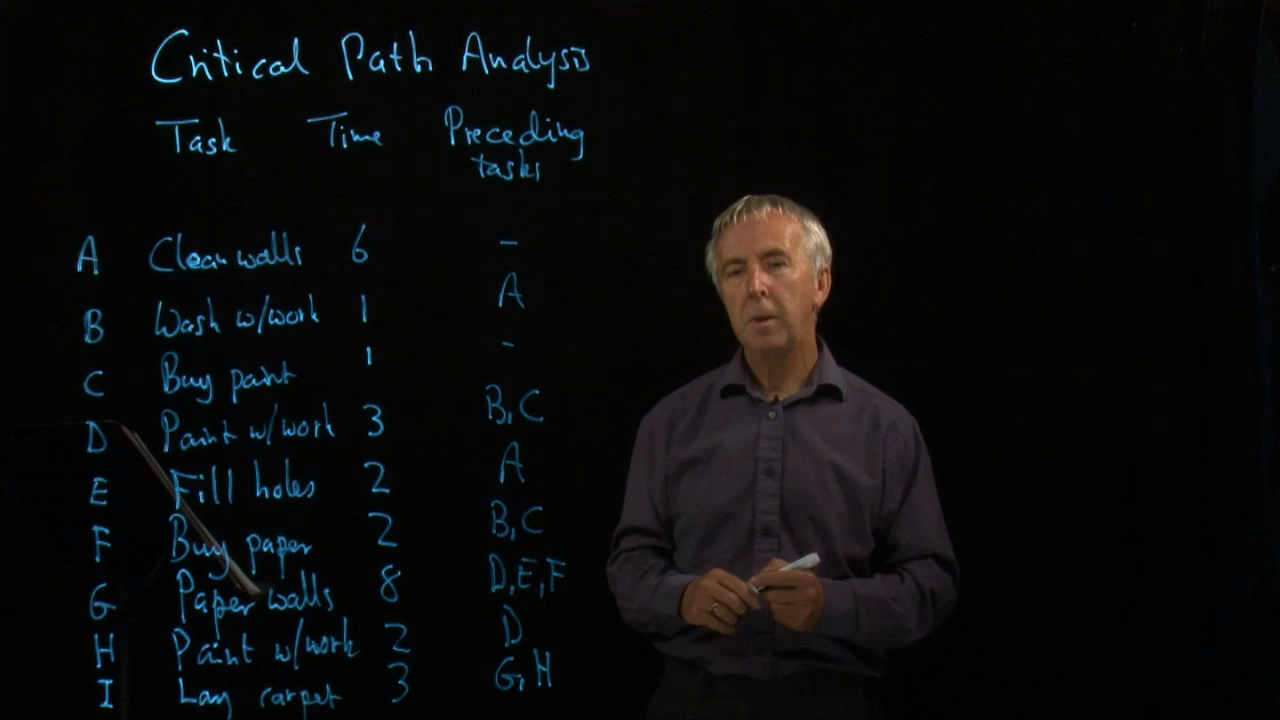 Critical Path Analysis
Task Time Preceding
tasks
A Clean walls 6 -
B Wash w/work 1 A
C Buy paint 1 -
D Paint w/work 3 B,C
E Fill holes 2 A
F Buy paper 2 B,C
G Paper walls 8 D,E,F
H Paint w/work 2 D
I Lay carpet 3 G,H